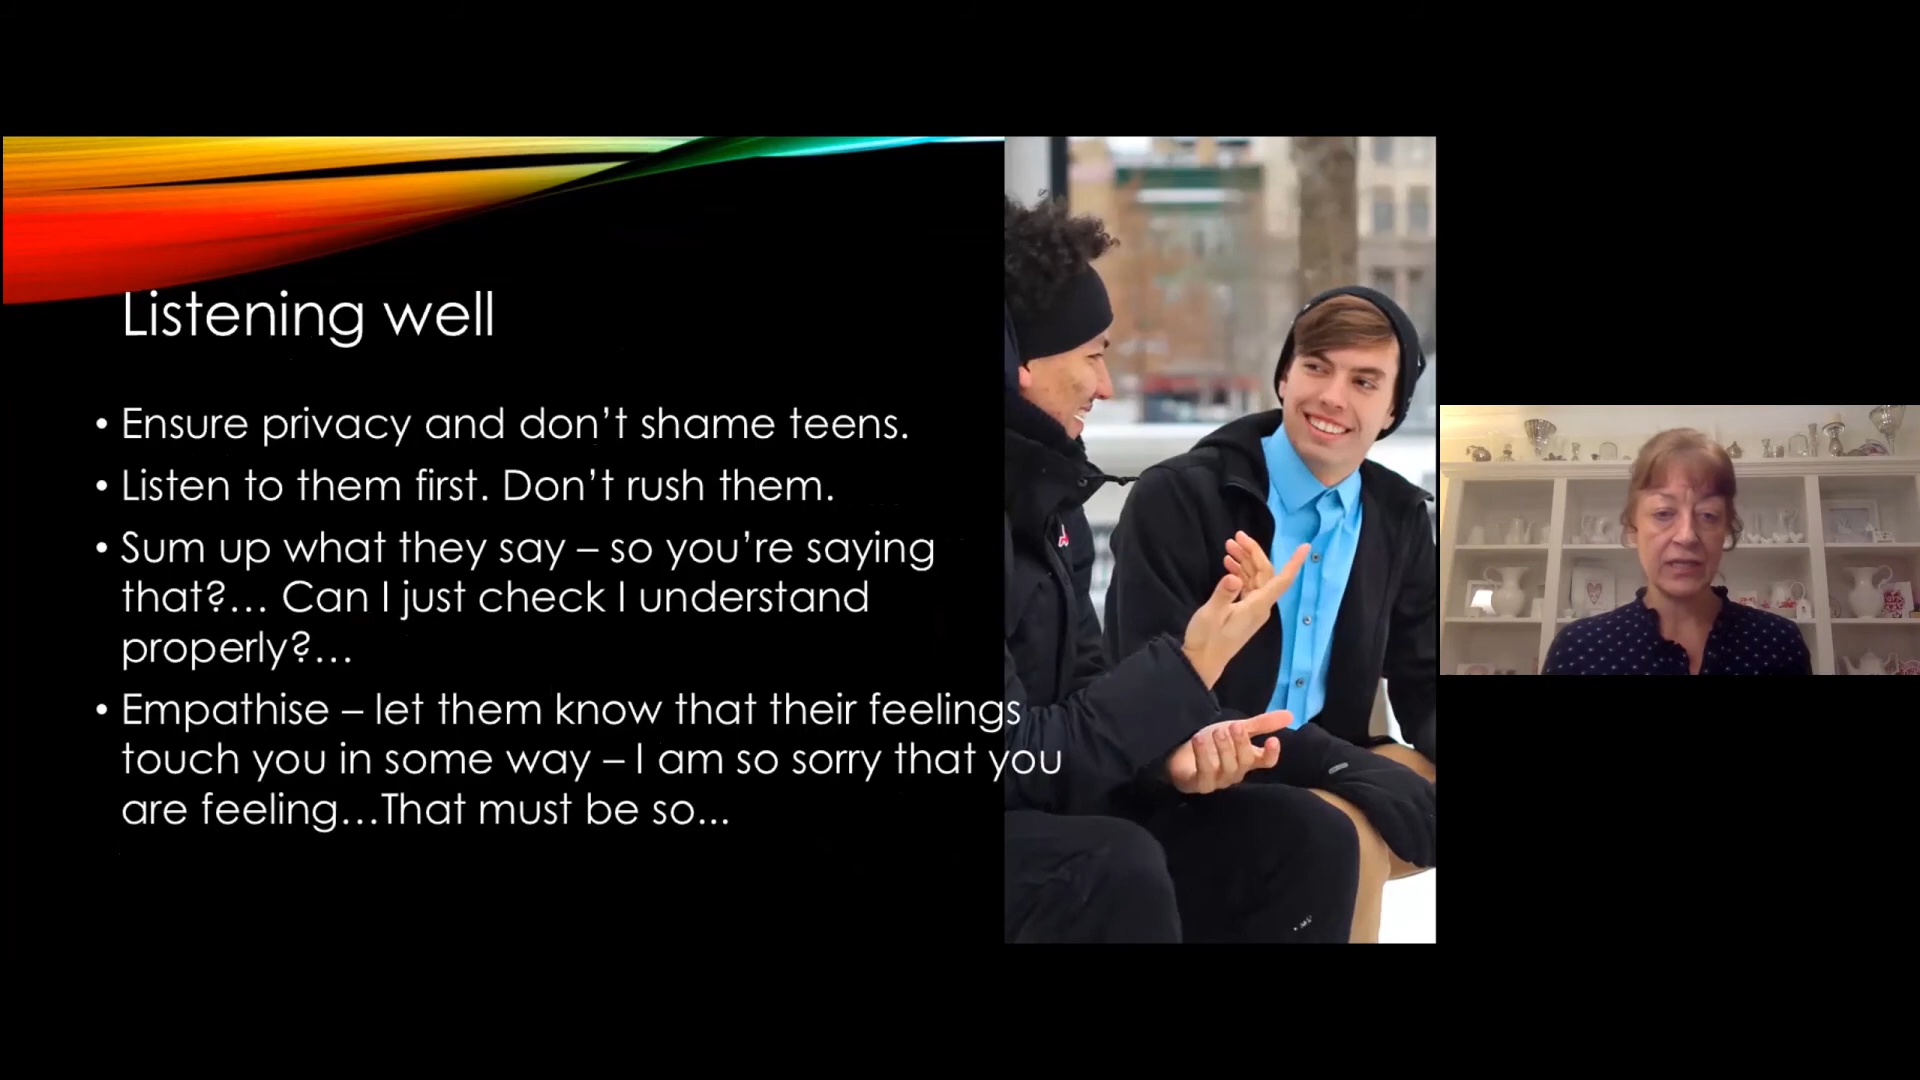 Listening well
• Ensure privacy and don’t shame teens.
• Listen to them first. Don’t rush them.
• Sum up what they say – so you’re saying
that?… Can I just check I understand
properly?…
• Empathise – let them know that their feelings
touch you in some way – I am so sorry that you
are feeling…That must be so...